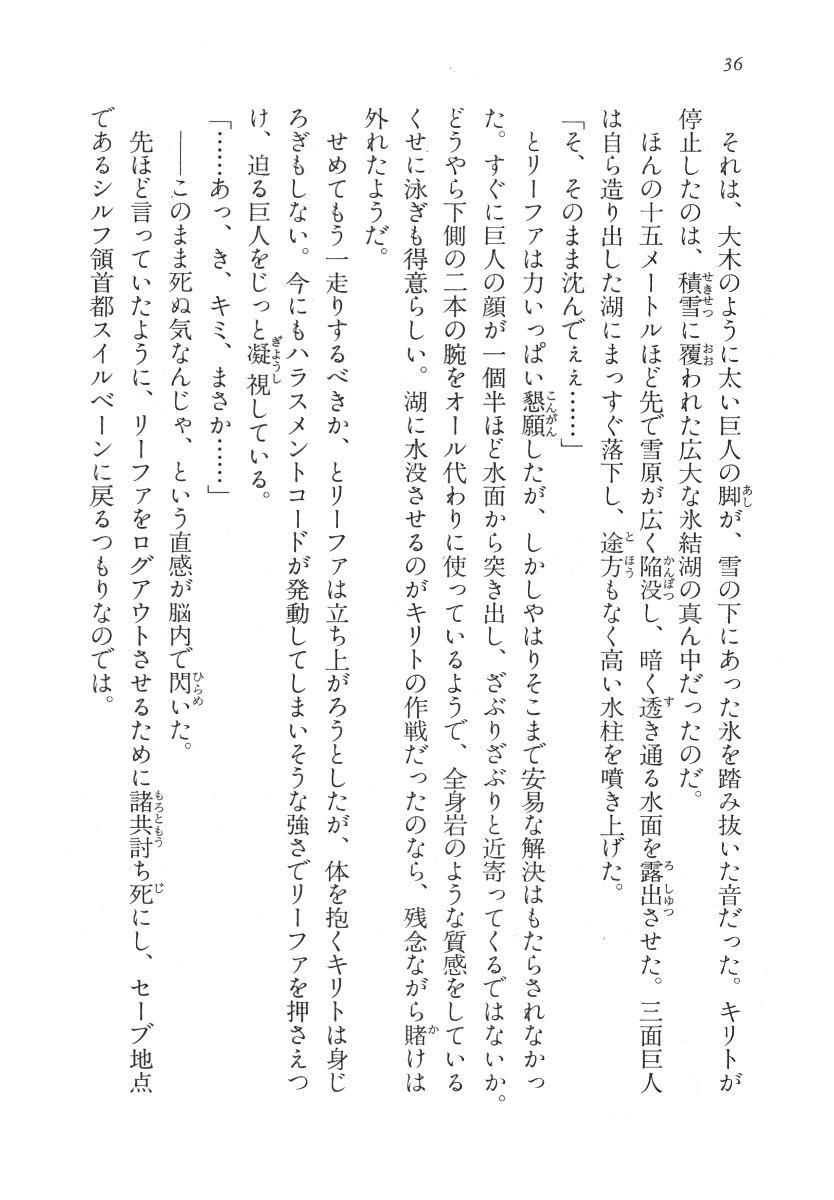 36
それは、大木のように太い巨人の脚が、雪の下にあった氷を踏み抜いた音だった。キリトが
停止したのは、積雪に覆われた広大な氷結湖の真ん中だったのだ。
ほんの十五メートルほど先で雪原が広く陥没し、暗く透き通る水面を露出させた。三面巨人
は自ら造り出した湖にまっすぐ落下し、途方もなく高い水柱を噴き上げた。
「そ、そのまま沈んでぇぇ……」
とリーファは力いっぱい懇願したが、しかしやはりそこまで安易な解決はもたらされなかっ
た。すぐに巨人の顔が一個半ほど水面から突き出し、ざぶりざぶりと近寄ってくるではないか。
どうやら下側の二本の腕をオール代わりに使っているようで、全身岩のような質感をしている
くせに泳ぎも得意らしい。湖に水没させるのがキリトの作戦だったのなら、残念ながら賭けは
外れたようだ。
せめてもう一走りするべきか、とリーファは立ち上がろうとしたが、体を抱くキリトは身じ
ろぎもしない。今にもハラスメントコードが発動してしまいそうな強さでリーファを押さえつ
け、迫る巨人をじっと凝視している。
「……あっ、き、キミ、まさか……」
――このまま死ぬ気なんじゃ、という直感が脳内で閃いた。
先ほど言っていたように、リーファをログアウトさせるために諸共討ち死にし、セーブ地点
であるシルフ領首都スイルベーンに戻るつもりなのでは。